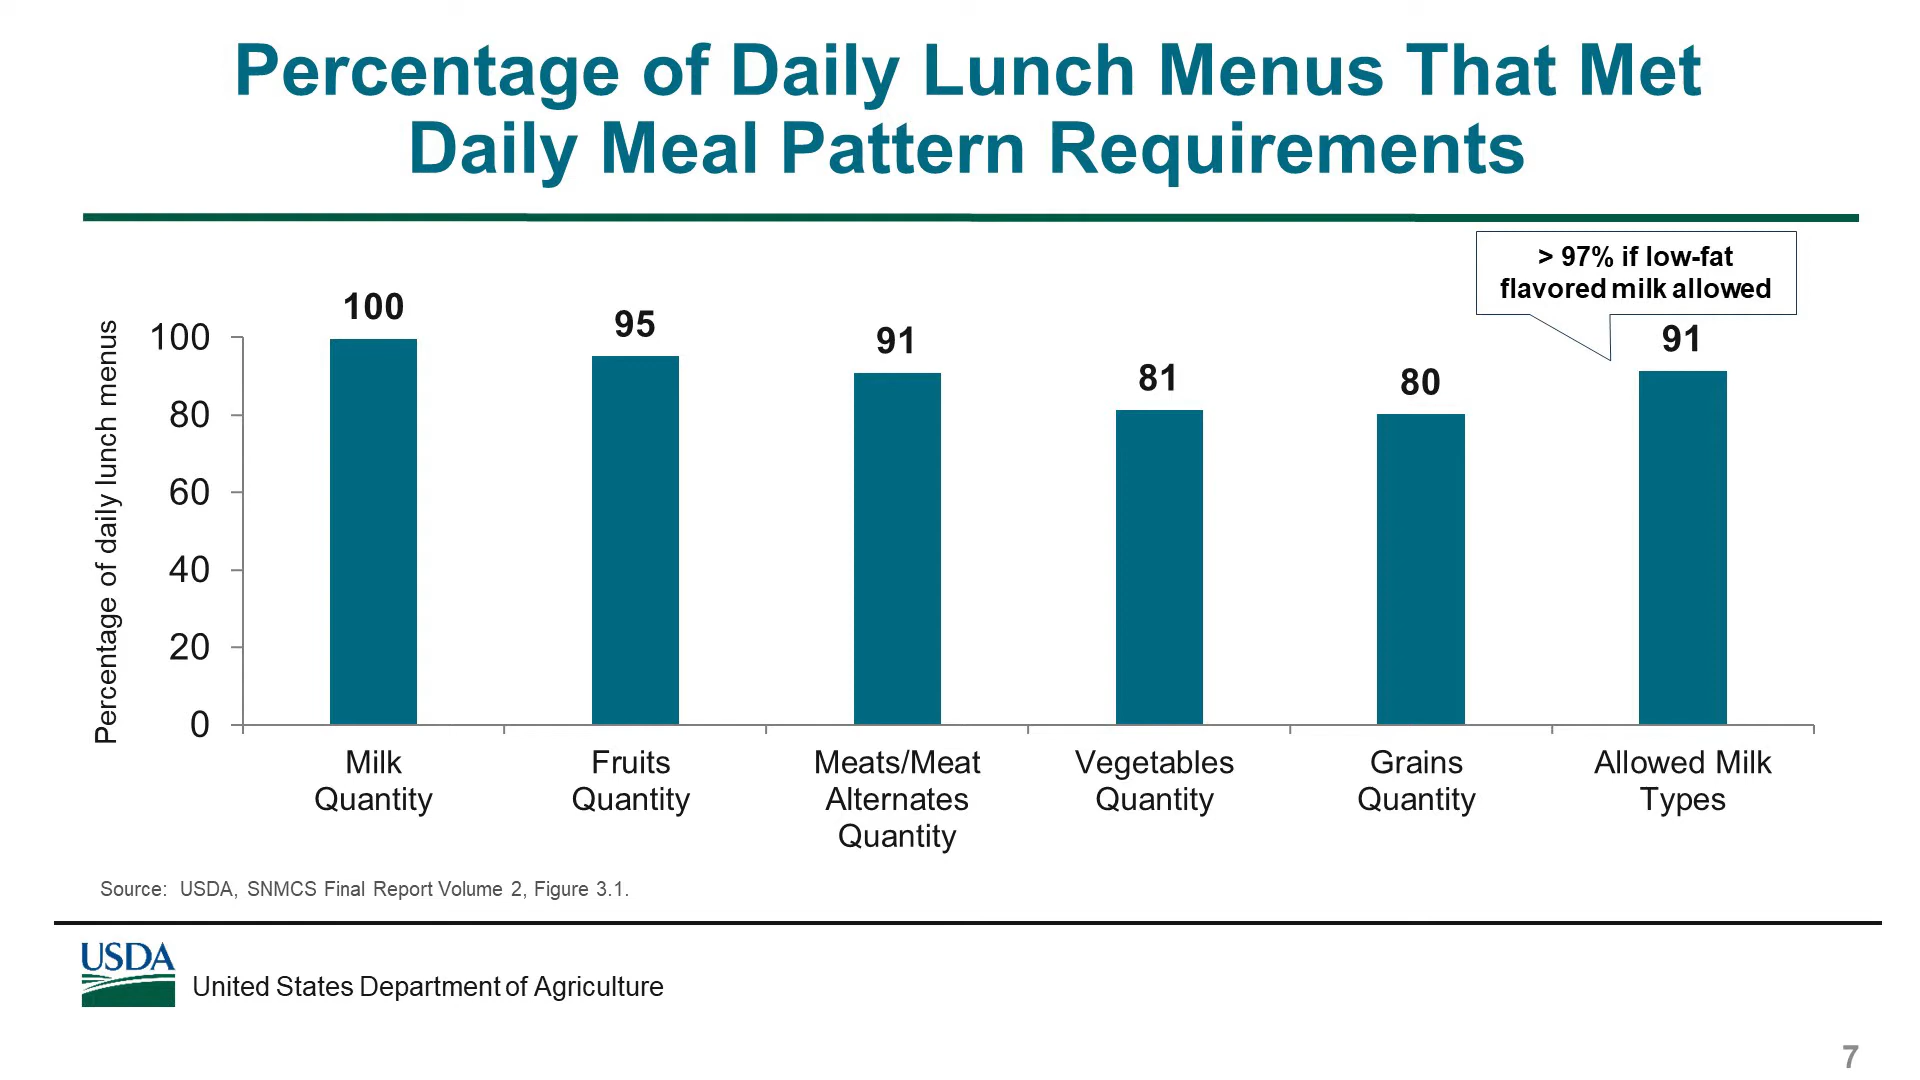 Percentage of Daily Lunch Menus That Met
Daily Meal Pattern Requirements
> 97% if low-fat
flavored milk allowed
Percentage of daily lunch menus
100
80
60
40
20
0
100
95
91
81
80
91
Milk
Quantity
Fruits
Quantity
Meats/Meat
Alternates
Quantity
Vegetables
Quantity
Grains
Quantity
Allowed Milk
Types
Source: USDA, SNMCS Final Report Volume 2, Figure 3.1.
USDA
United States Department of Agriculture
7